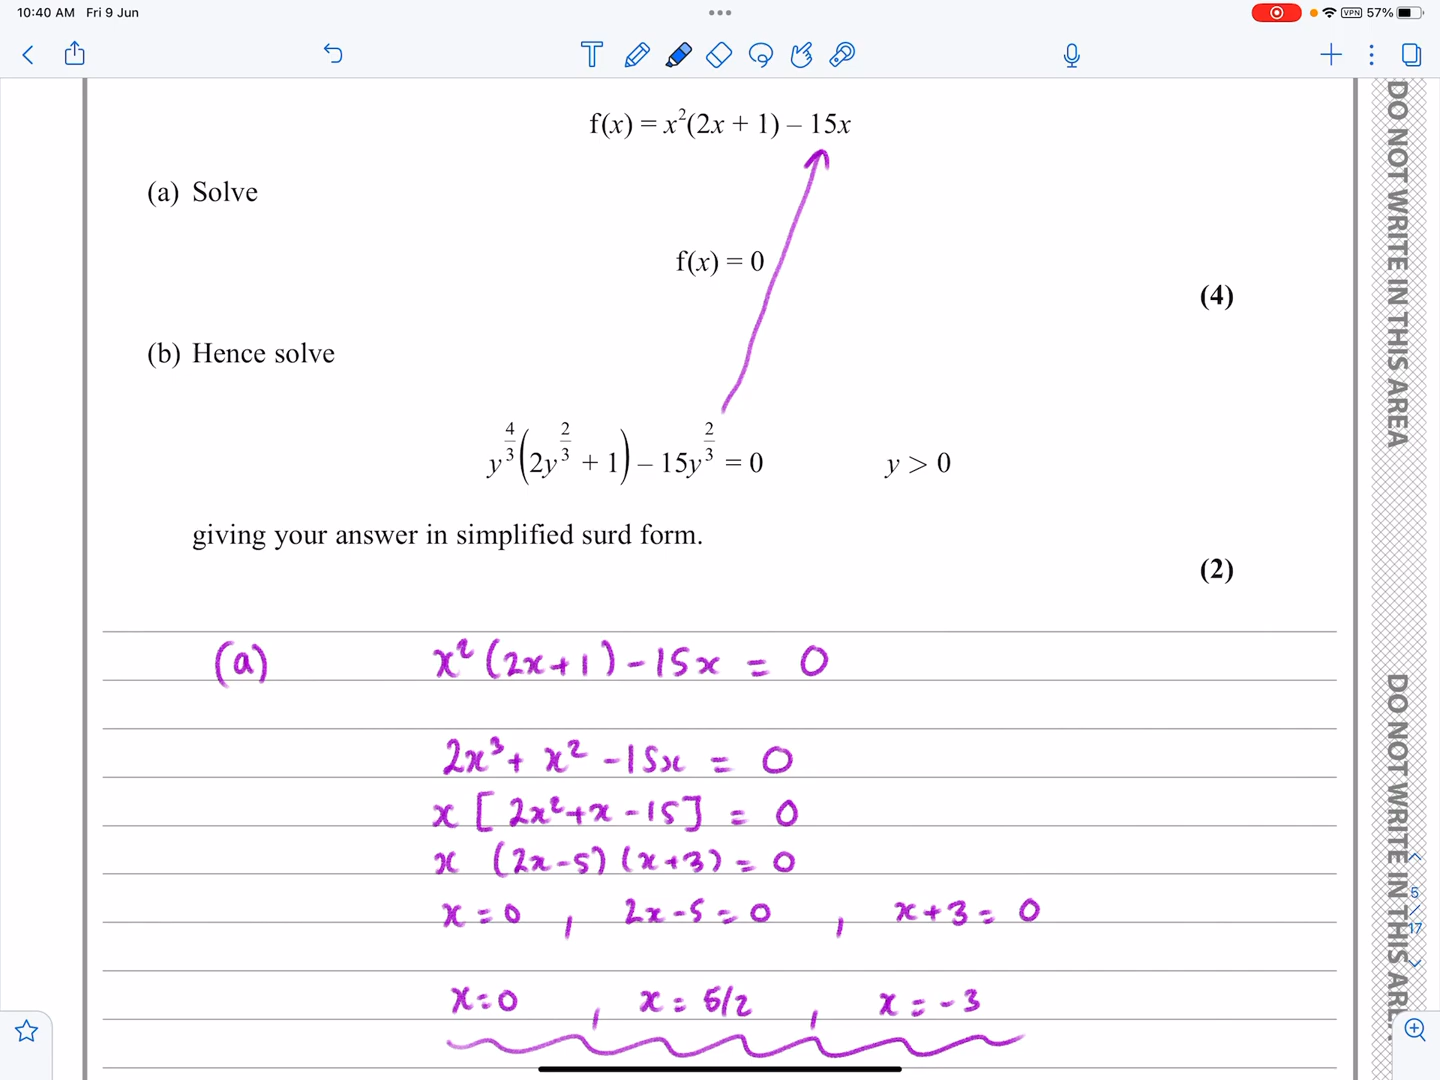 10:40 AM Fri 9 Jun
VPN 57%
f(x) = x²(2x + 1) – 15x
(a) Solve
f(x) = 0
(4)
(b) Hence solve
y^(4/3)(2y^(2/3) + 1) – 15y^(2/3) = 0 y > 0
giving your answer in simplified surd form.
(2)
(a) x² (2x+1) - 15x = 0
2x³ + x² - 15x = 0
x [ 2x² + x - 15 ] = 0
x (2x-5) (x+3) = 0
x = 0 , 2x-5 = 0 , x+3 = 0
x = 0 , x = 5/2 , x = -3
DO NOT WRITE IN THIS AREA
DO NOT WRITE IN THIS AREA
5
17